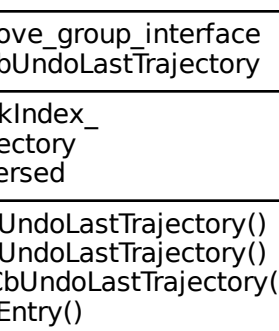 ove_group_interface
bUndoLastTrajectory
kIndex_
ectory
ersed
UndoLastTrajectory()
UndoLastTrajectory()
CbUndoLastTrajectory(
Entry()